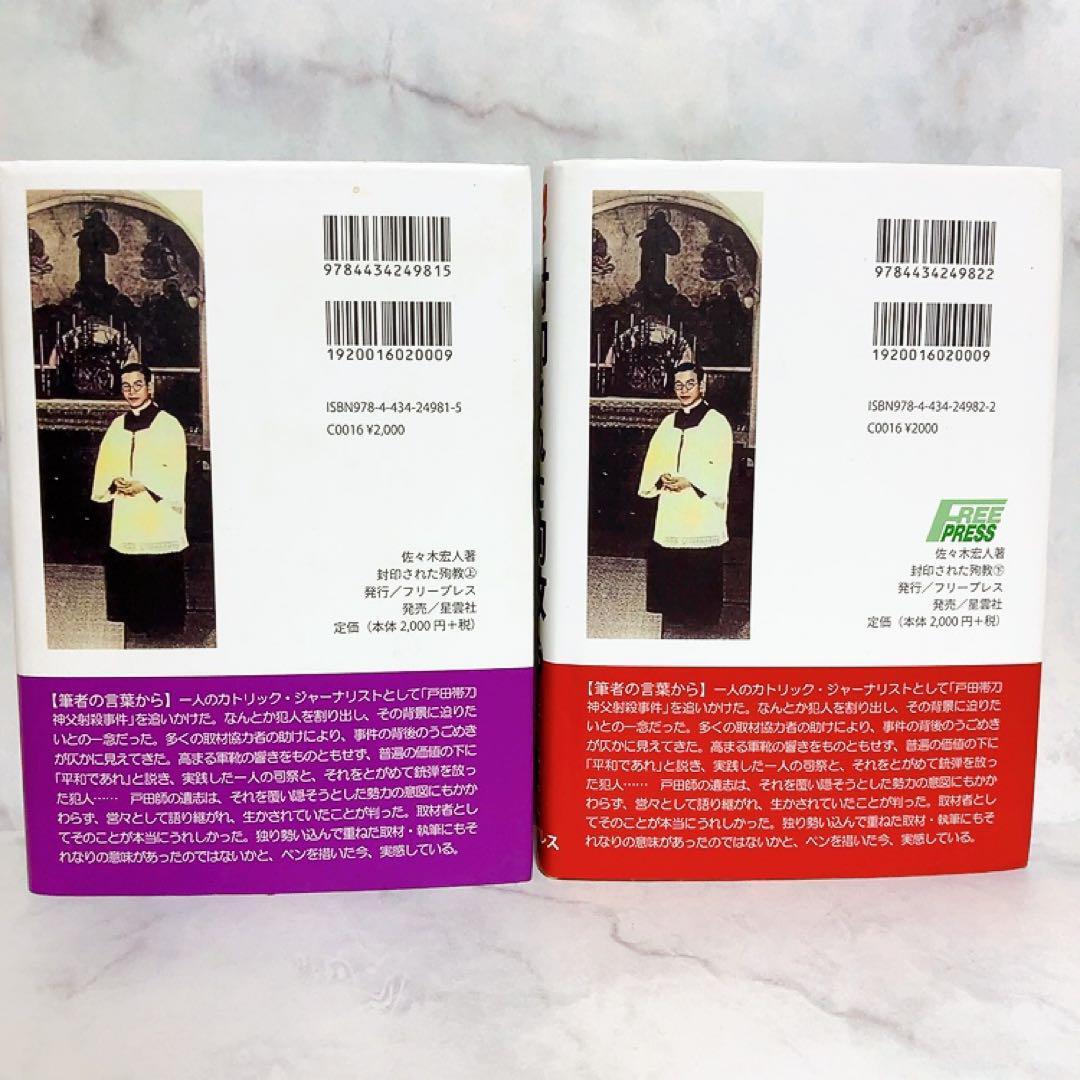 9784434249815
1920016020009
ISBN978-4-434-24981-5
C0016 ¥2,000
佐々木宏人著
封印された殉教㊤
発行／フリープレス
発売／星雲社
定価（本体 2,000 円＋税）
【筆者の言葉から】一人のカトリック・ジャーナリストとして「戸田帯刀
神父射殺事件」を追いかけた。なんとか犯人を割り出し、その背景に迫りた
いとの一念だった。多くの取材協力者の助けにより、事件の背後のうごめき
が仄かに見えてきた。高まる軍靴の響きをものともせず、普遍の価値の下に
「平和であれ」と説き、実践した一人の司祭と、それをとがめて銃弾を放っ
た犯人…… 戸田師の遺志は、それを覆い隠そうとした勢力の意図にもかか
わらず、営々として語り継がれ、生かされていたことが判った。取材者とし
てそのことが本当にうれしかった。独り勢い込んで重ねた取材・執筆にもそ
れなりの意味があったのではないかと、ペンを措いた今、実感している。
9784434249822
1920016020009
ISBN978-4-434-24982-2
C0016 ¥2000
FREE
PRESS
佐々木宏人著
封印された殉教㊦
発行／フリープレス
発売／星雲社
定価（本体 2,000 円＋税）
【筆者の言葉から】一人のカトリック・ジャーナリストとして「戸田帯刀
神父射殺事件」を追いかけた。なんとか犯人を割り出し、その背景に迫りた
いとの一念だった。多くの取材協力者の助けにより、事件の背後のうごめき
が仄かに見えてきた。高まる軍靴の響きをものともせず、普遍の価値の下に
「平和であれ」と説き、実践した一人の司祭と、それをとがめて銃弾を放っ
た犯人…… 戸田師の遺志は、それを覆い隠そうとした勢力の意図にもかか
わらず、営々として語り継がれ、生かされていたことが判った。取材者とし
てそのことが本当にうれしかった。独り勢い込んで重ねた取材・執筆にもそ
れなりの意味があったのではないかと、ペンを措いた今、実感している。